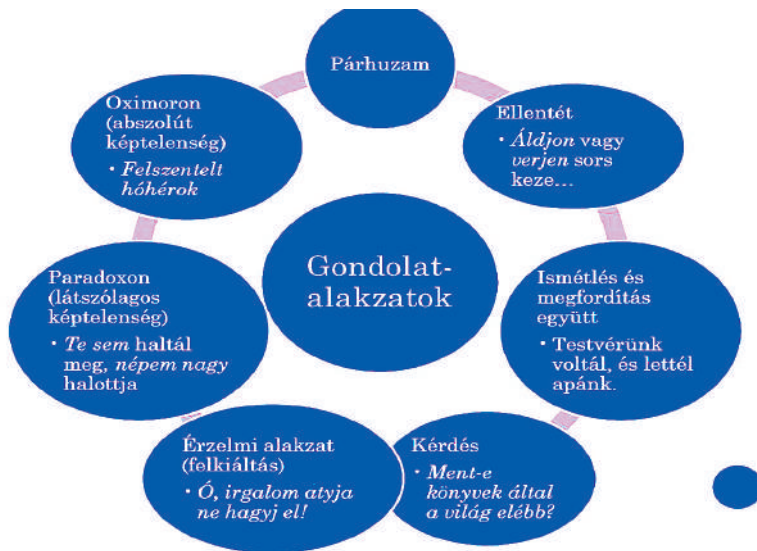 Párhuzam
Ellentét
• Áldjon vagy
verjen sors
keze…
Ismétlés és
megfordítás
együtt
• Testvérünk
voltál, és lettél
apánk.
Kérdés
• Ment-e
könyvek által
a világ elébb?
Érzelmi alakzat
(felkiáltás)
• Ó, irgalom atyja
ne hagyj el!
Paradoxon
(látszólagos
képtelenség)
• Te sem haltál
meg, népem nagy
halottja
Oximoron
(abszolút
képtelenség)
• Felszentelt
hóhérok
Gondolat-
alakzatok